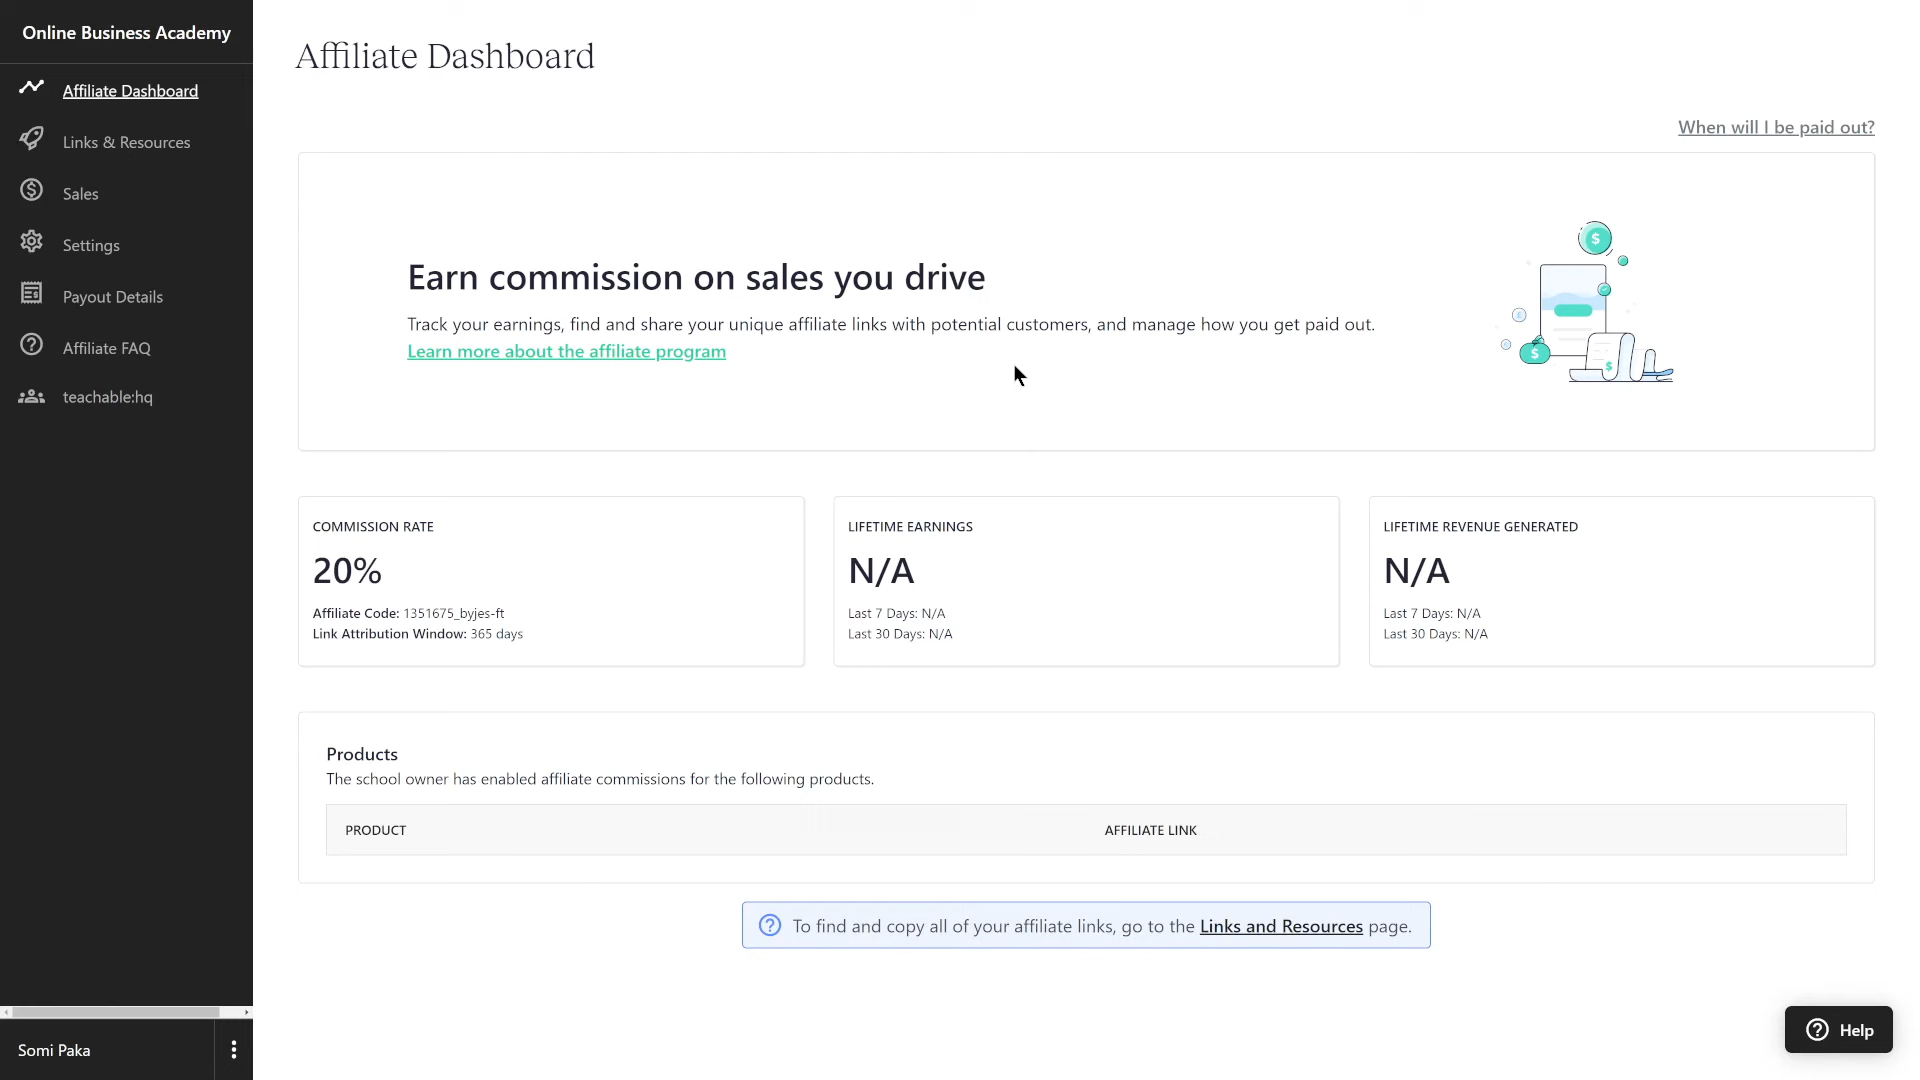 Online Business Academy
Affiliate Dashboard
Links & Resources
Sales
Settings
Payout Details
Affiliate FAQ
teachable:hq
Somi Paka
Affiliate Dashboard
When will I be paid out?
Earn commission on sales you drive
Track your earnings, find and share your unique affiliate links with potential customers, and manage how you get paid out.
Learn more about the affiliate program
COMMISSION RATE
20%
Affiliate Code: 1351675_byjes-ft
Link Attribution Window: 365 days
LIFETIME EARNINGS
N/A
Last 7 Days: N/A
Last 30 Days: N/A
LIFETIME REVENUE GENERATED
N/A
Last 7 Days: N/A
Last 30 Days: N/A
Products
The school owner has enabled affiliate commissions for the following products.
PRODUCT AFFILIATE LINK
To find and copy all of your affiliate links, go to the Links and Resources page.
Help